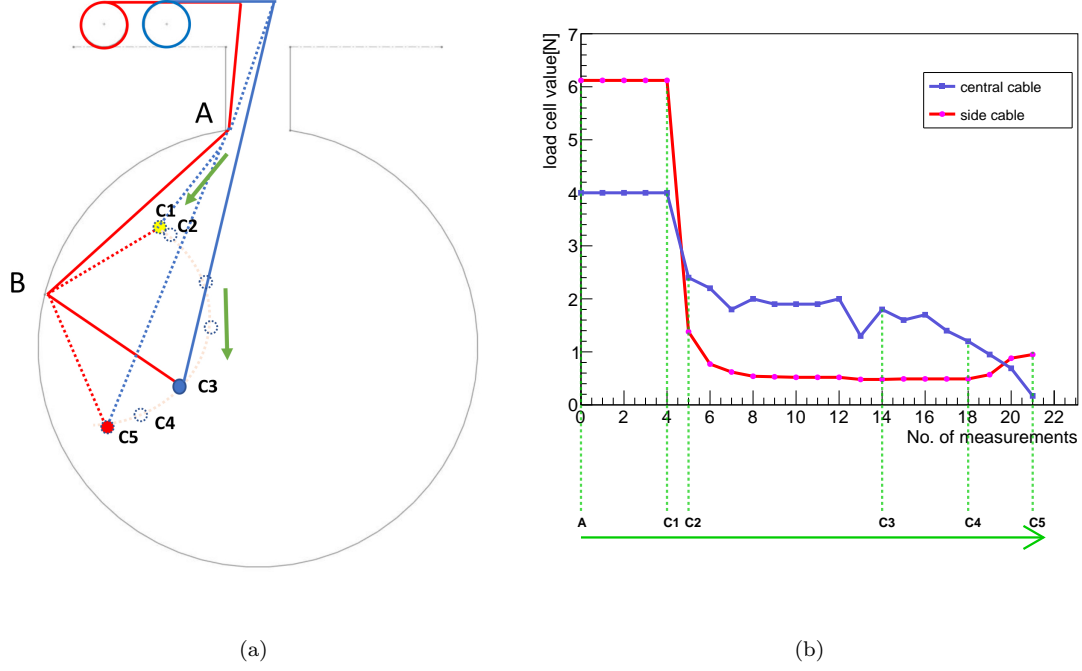 A
B
C1
C2
C3
C4
C5
load cell value[N]
7
6
5
4
3
2
1
0
central cable
side cable
0 2 4 6 8 10 12 14 16 18 20 22
No. of measurements
A C1 C2 C3 C4 C5
(a)
(b)